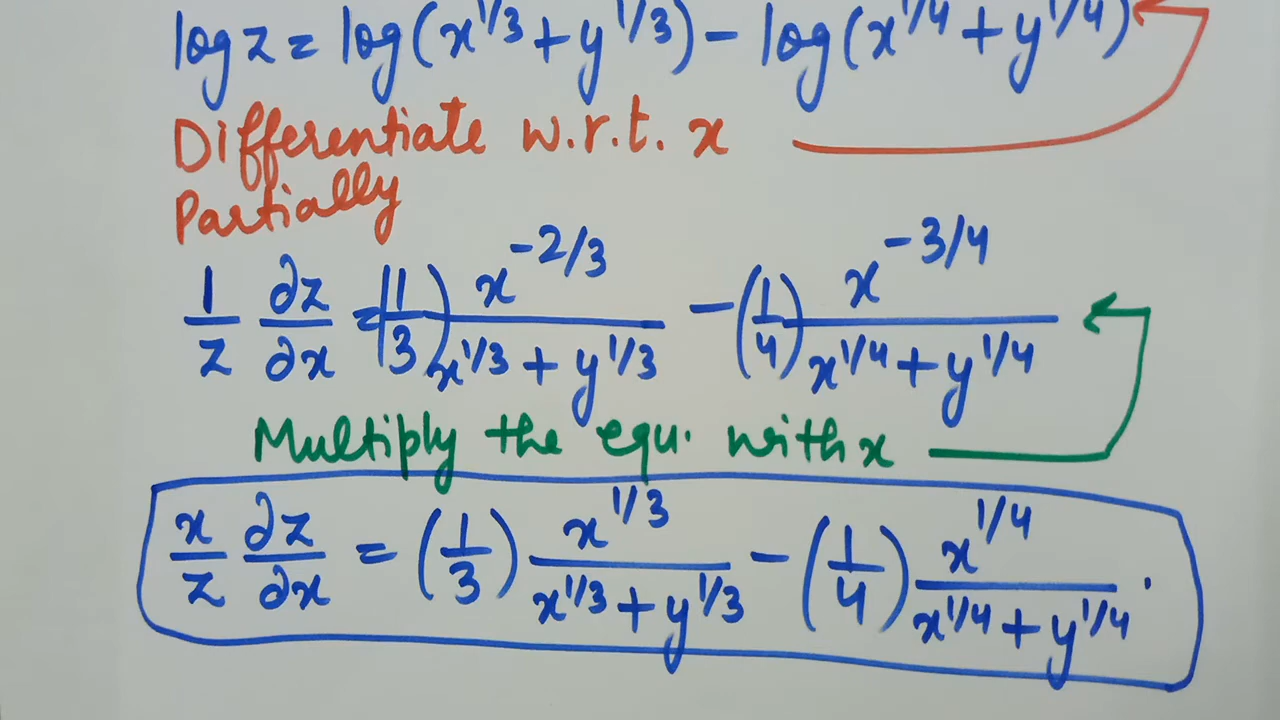 log z = log(x^1/3 + y^1/3) - log(x^1/4 + y^1/4)
Differentiate w.r.t. x
Partially
1/z ∂z/∂x = (1/3) x^-2/3 / x^1/3 + y^1/3 - (1/4) x^-3/4 / x^1/4 + y^1/4
Multiply the equ. with x
x/z ∂z/∂x = (1/3) x^1/3 / x^1/3 + y^1/3 - (1/4) x^1/4 / x^1/4 + y^1/4 .